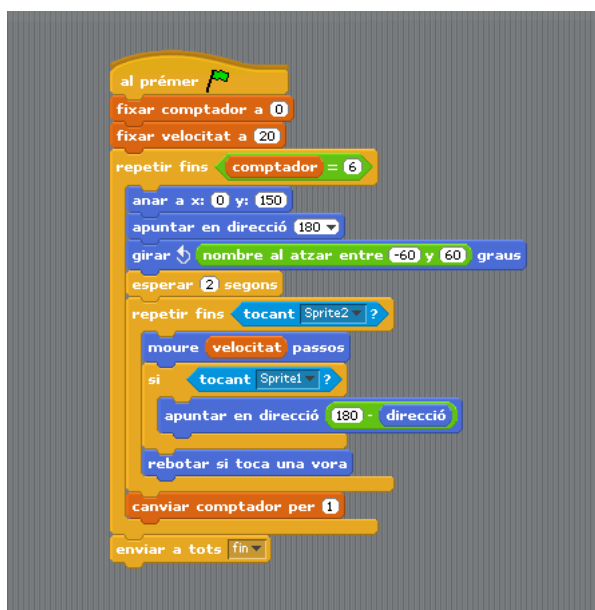 al prémer
fixar comptador a 0
fixar velocitat a 20
repetir fins comptador = 6
anar a x: 0 y: 150
apuntar en direcció 180
girar nombre al atzar entre -60 y 60 graus
esperar 2 segons
repetir fins tocant Sprite2 ?
moure velocitat passos
si tocant Sprite1 ?
apuntar en direcció 180 - direcció
rebotar si toca una vora
canviar comptador per 1
enviar a tots fin